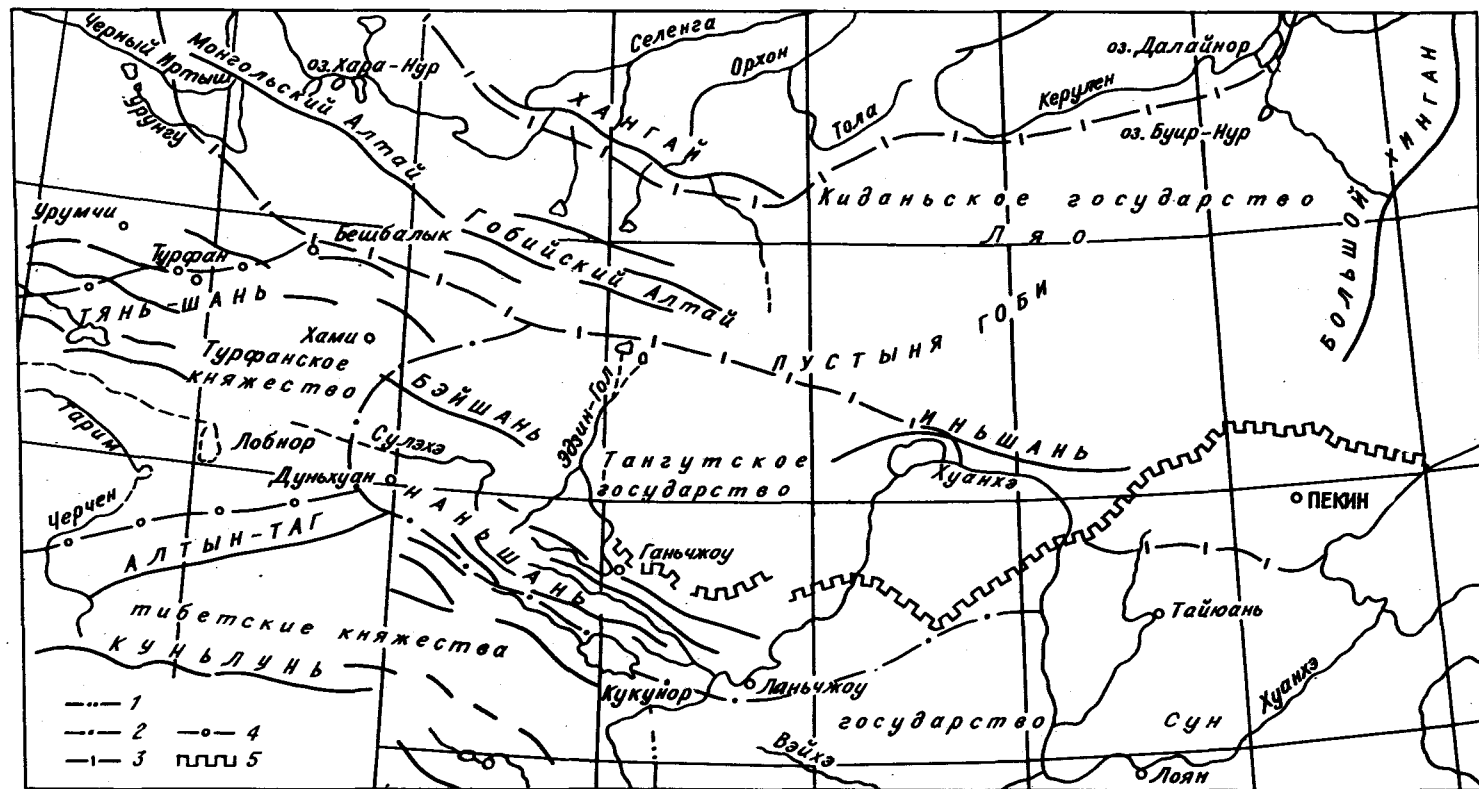 Черный Иртыш
Монгольский Алтай
оз. Хара-Нур
Селенга
Орхон
оз. Далайнор
Урунгу
ХАНГАЙ
Тола
Керулен
оз. Буир-Нур
БОЛЬШОЙ ХИНГАН
Киданьское государство
Ляо
Урумчи
Турфан
Бешбалык
Гобийский Алтай
ТЯНЬ-ШАНЬ
ПУСТЫНЯ ГОБИ
Хами
Турфанское
княжество
БЭЙШАНЬ
Эдзин-Гол
ИНЬШАНЬ
Тарим
Лобнор
Сулэхэ
Тангутское
государство
Хуанхэ
Дуньхуан
ПЕКИН
Черчен
АЛТЫН-ТАГ
НАНЬШАНЬ
Ганьчжоу
Тайюань
тибетские княжества
КУНЬЛУНЬ
Кукунор
Ланьчжоу
государство Сун
Хуанхэ
Вэйхэ
Лоян
1
2
3
4
5